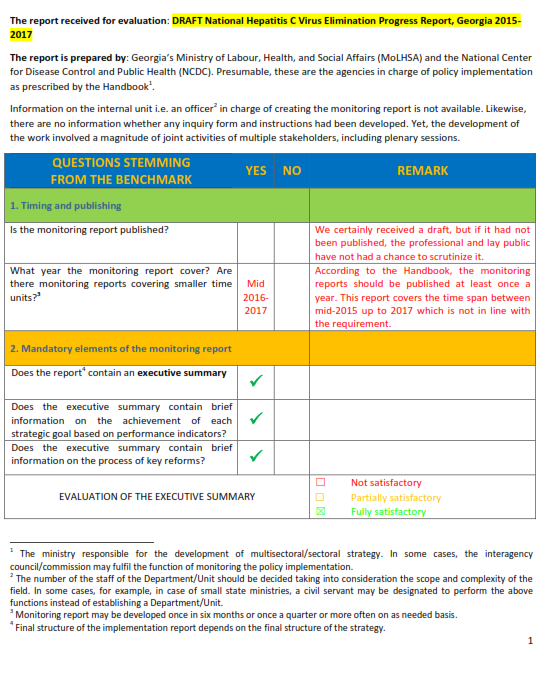 The report received for evaluation: DRAFT National Hepatitis C Virus Elimination Progress Report, Georgia 2015-
2017
The report is prepared by: Georgia's Ministry of Labour, Health, and Social Affairs (MoLHSA) and the National Center
for Disease Control and Public Health (NCDC). Presumable, these are the agencies in charge of policy implementation
as prescribed by the Handbook¹.
Information on the internal unit i.e. an officer² in charge of creating the monitoring report is not available. Likewise,
there are no information whether any inquiry form and instructions had been developed. Yet, the development of
the work involved a magnitude of joint activities of multiple stakeholders, including plenary sessions.
QUESTIONS STEMMING
FROM THE BENCHMARK
YES
NO
REMARK
1. Timing and publishing
Is the monitoring report published?
We certainly received a draft, but if it had not
been published, the professional and lay public
have not had a chance to scrutinize it.
What year the monitoring report cover? Are
there monitoring reports covering smaller time
units?³
Mid
2016-
2017
According to the Handbook, the monitoring
reports should be published at least once a
year. This report covers the time span between
mid-2015 up to 2017 which is not in line with
the requirement.
2. Mandatory elements of the monitoring report
Does the report⁴ contain an executive summary
✓
Does the executive summary contain brief
information on the achievement of each
strategic goal based on performance indicators?
✓
Does the executive summary contain brief
information on the process of key reforms?
✓
EVALUATION OF THE EXECUTIVE SUMMARY
☐ Not satisfactory
☐ Partially satisfactory
☒ Fully satisfactory
¹ The ministry responsible for the development of multisectoral/sectoral strategy. In some cases, the interagency
council/commission may fulfil the function of monitoring the policy implementation.
² The number of the staff of the Department/Unit should be decided taking into consideration the scope and complexity of the
field. In some cases, for example, in case of small state ministries, a civil servant may be designated to perform the above
functions instead of establishing a Department/Unit.
³ Monitoring report may be developed once in six months or once a quarter or more often on as needed basis.
⁴ Final structure of the implementation report depends on the final structure of the strategy.
1